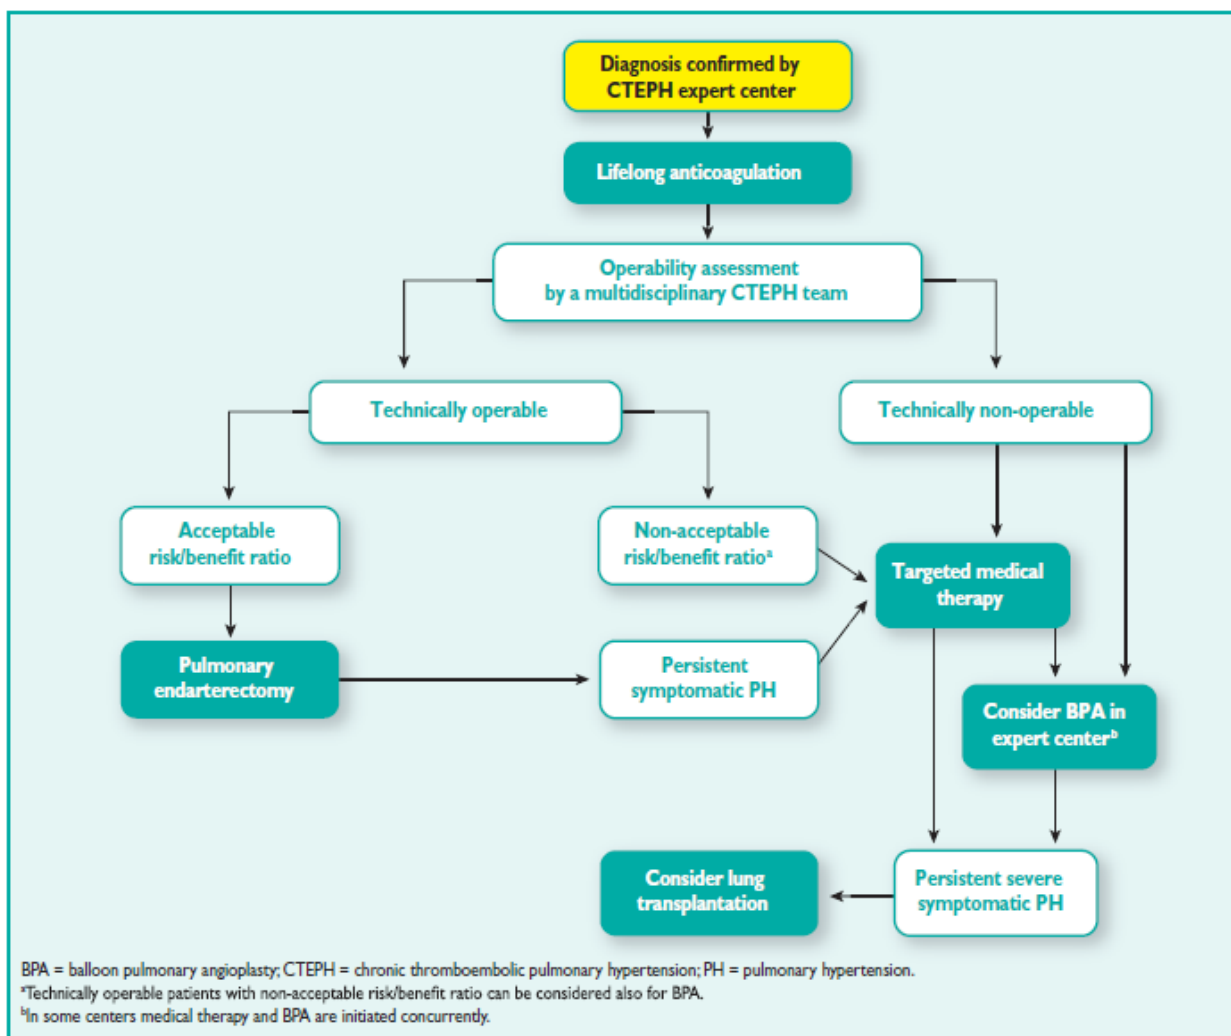 Diagnosis confirmed by
CTEPH expert center
Lifelong anticoagulation
Operability assessment
by a multidisciplinary CTEPH team
Technically operable
Technically non-operable
Acceptable
risk/benefit ratio
Non-acceptable
risk/benefit ratioᵃ
Targeted medical
therapy
Pulmonary
endarterectomy
Persistent
symptomatic PH
Consider BPA in
expert centerᵇ
Consider lung
transplantation
Persistent severe
symptomatic PH
BPA = balloon pulmonary angioplasty; CTEPH = chronic thromboembolic pulmonary hypertension; PH = pulmonary hypertension.
ᵃTechnically operable patients with non-acceptable risk/benefit ratio can be considered also for BPA.
ᵇIn some centers medical therapy and BPA are initiated concurrently.